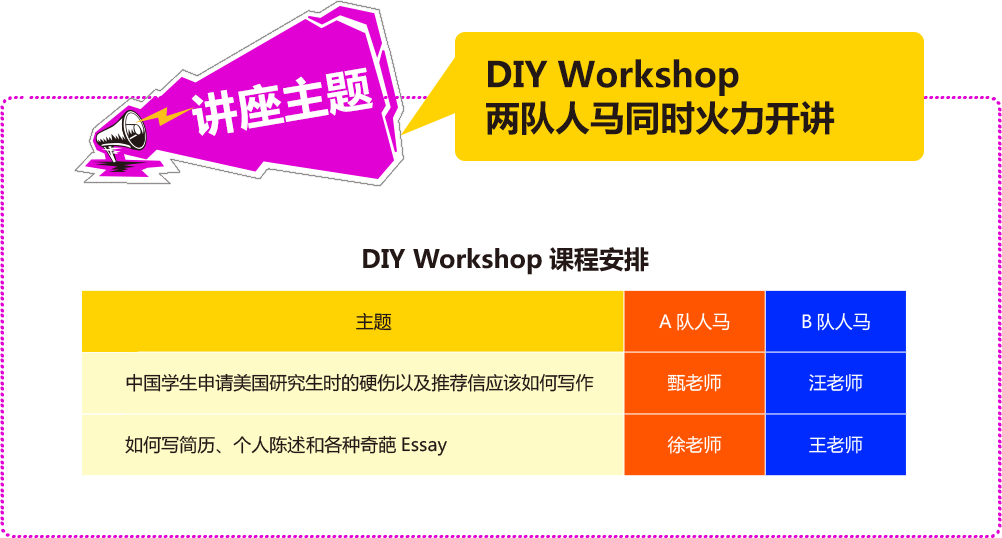 讲座主题
DIY Workshop
两队人马同时火力开讲
DIY Workshop 课程安排
主题
A 队人马
B 队人马
中国学生申请美国研究生时的硬伤以及推荐信应该如何写作
甄老师
汪老师
如何写简历、个人陈述和各种奇葩 Essay
徐老师
王老师